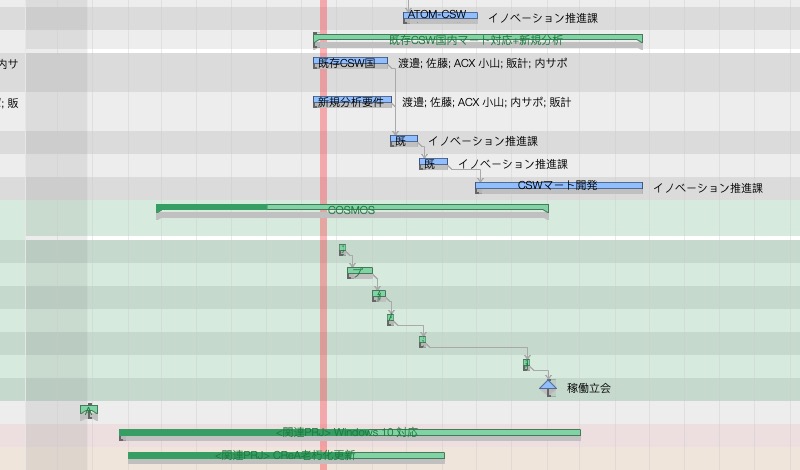 ATOM-CSW イノベーション推進課
既存CSW国内マート対応+新規分析
内サ 既存CSW国 渡邉; 佐藤; ACX 小山; 販計; 内サポ
; 販 新規分析要件 渡邉; 佐藤; ACX 小山; 内サポ; 販計
既 イノベーション推進課
既 イノベーション推進課
CSWマート開発 イノベーション推進課
COSMOS
稼働立会
<関連PRJ> Windows 10 対応
<関連PRJ> CRiiA老朽化更新